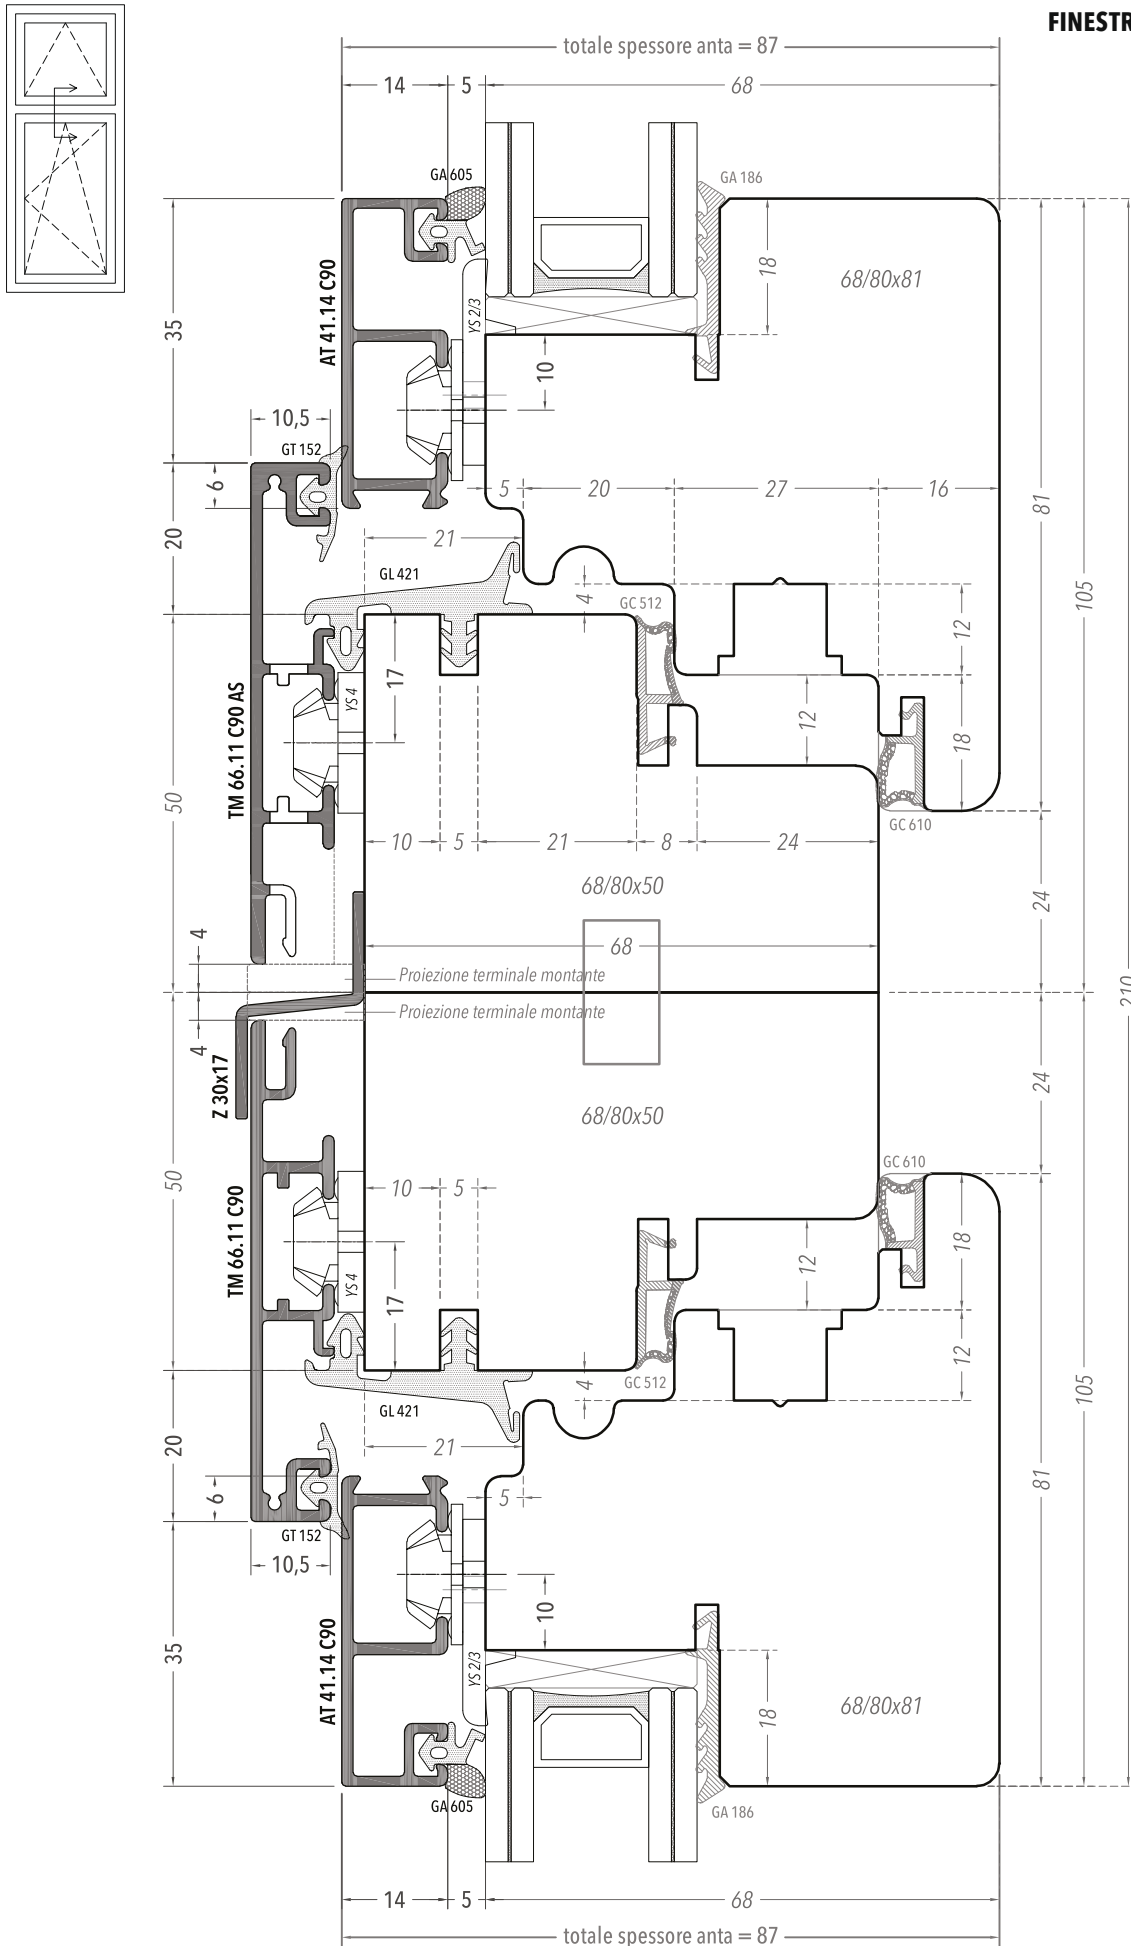 FINESTR
totale spessore anta = 87
14
5
68
GA 605
GA 186
35
AT 41.14 C90
YS 2/3
18
68/80x81
10
10,5
GT 152
6
5
20
27
16
81
20
21
GL 421
4
GC 512
12
105
17
YS 4
12
18
TM 66.11 C90 AS
50
GC 610
10
5
21
8
24
68/80x50
24
4
68
Proiezione terminale montante
Proiezione terminale montante
210
4
Z 30x17
24
68/80x50
GC 610
50
10
5
TM 66.11 C90
18
12
YS 4
17
12
4
GC 512
105
GL 421
20
21
81
6
5
GT 152
10,5
10
AT 41.14 C90
35
YS 2/3
18
68/80x81
GA 605
GA 186
14
5
68
totale spessore anta = 87